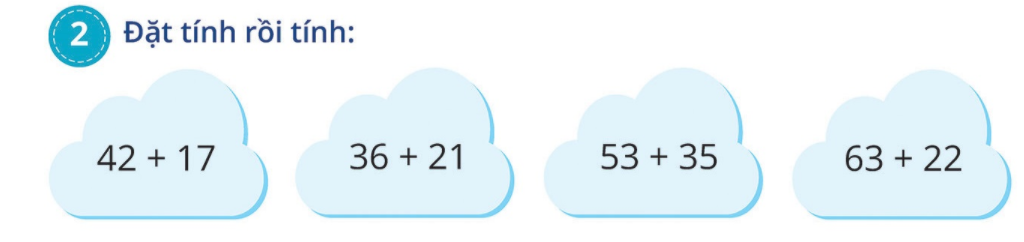 2 Đặt tính rồi tính:
42 + 17 36 + 21 53 + 35 63 + 22